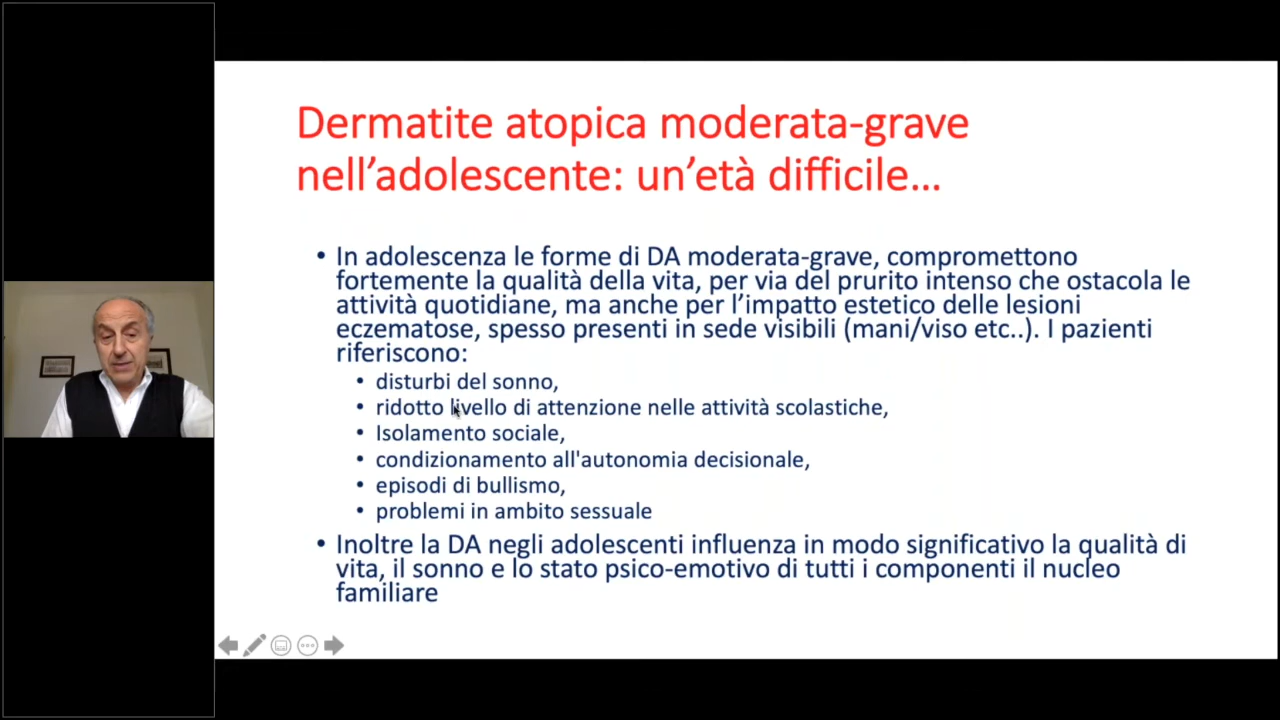 Dermatite atopica moderata-grave
nell’adolescente: un’età difficile…
• In adolescenza le forme di DA moderata-grave, compromettono
fortemente la qualità della vita, per via del prurito intenso che ostacola le
attività quotidiane, ma anche per l’impatto estetico delle lesioni
eczematose, spesso presenti in sede visibili (mani/viso etc..). I pazienti
riferiscono:
• disturbi del sonno,
• ridotto livello di attenzione nelle attività scolastiche,
• Isolamento sociale,
• condizionamento all'autonomia decisionale,
• episodi di bullismo,
• problemi in ambito sessuale
• Inoltre la DA negli adolescenti influenza in modo significativo la qualità di
vita, il sonno e lo stato psico-emotivo di tutti i componenti il nucleo
familiare